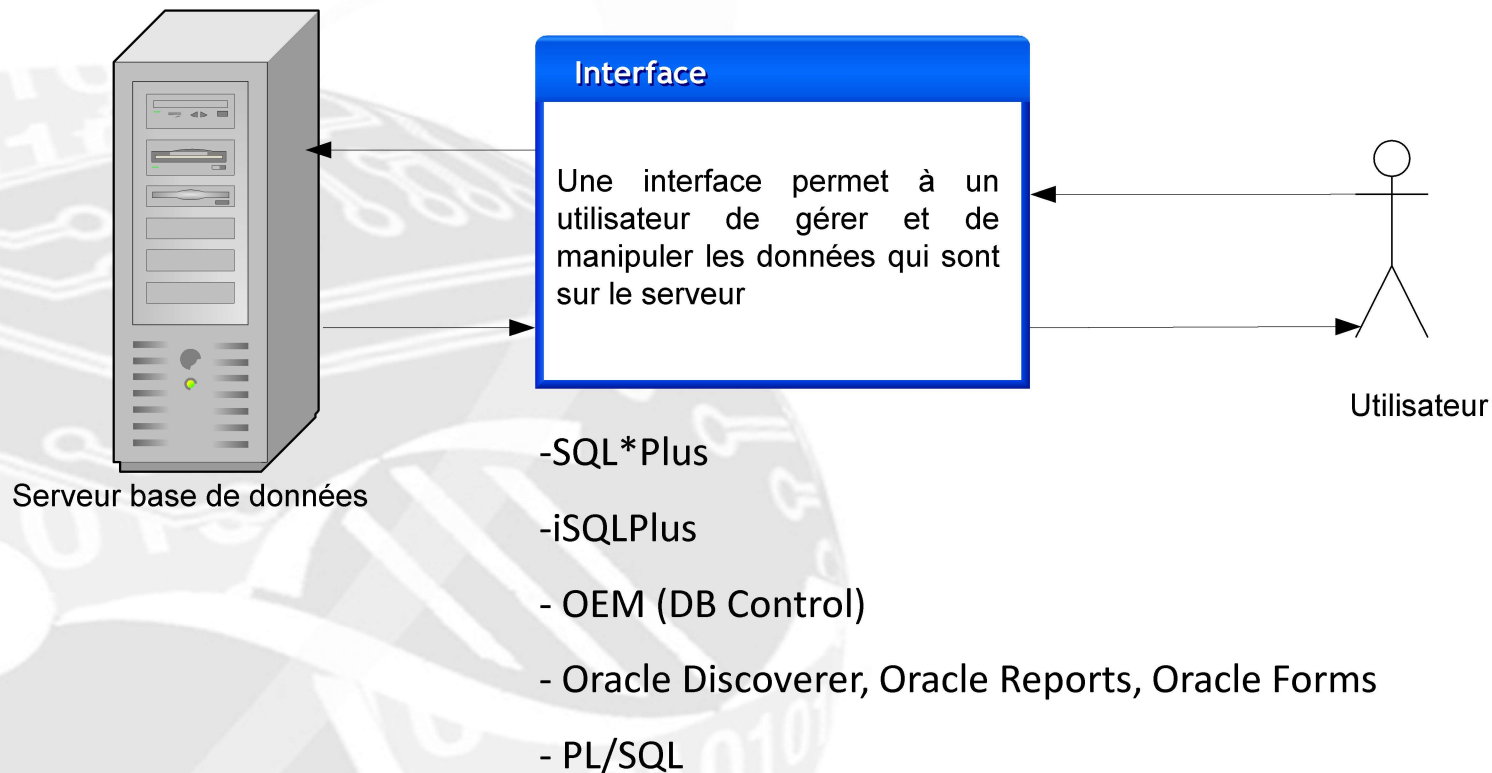 Interface
Une interface permet à un
utilisateur de gérer et de
manipuler les données qui sont
sur le serveur
Utilisateur
Serveur base de données
-SQL*Plus
-iSQLPlus
- OEM (DB Control)
- Oracle Discoverer, Oracle Reports, Oracle Forms
- PL/SQL